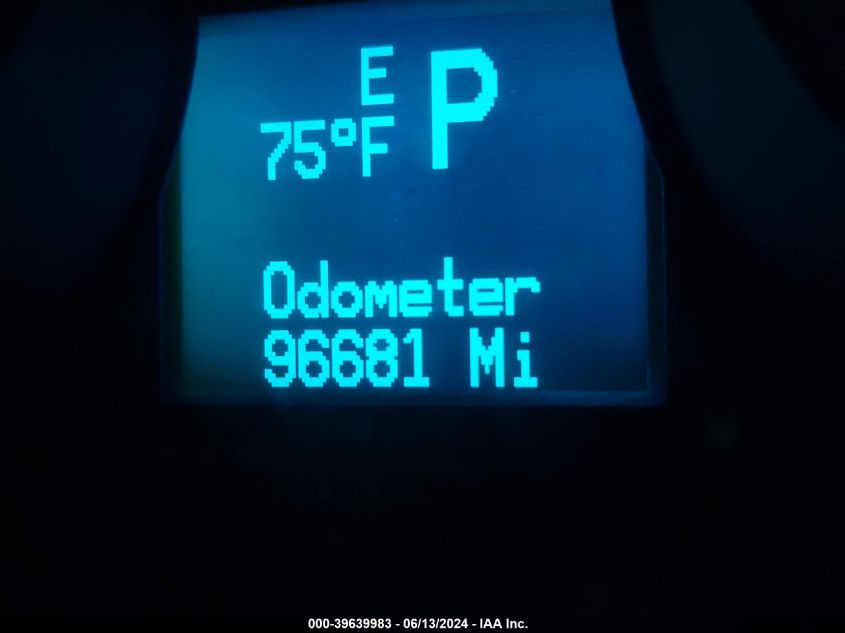 E P
75°F
Odometer
96681 Mi
000-39639983 - 06/13/2024 - IAA Inc.